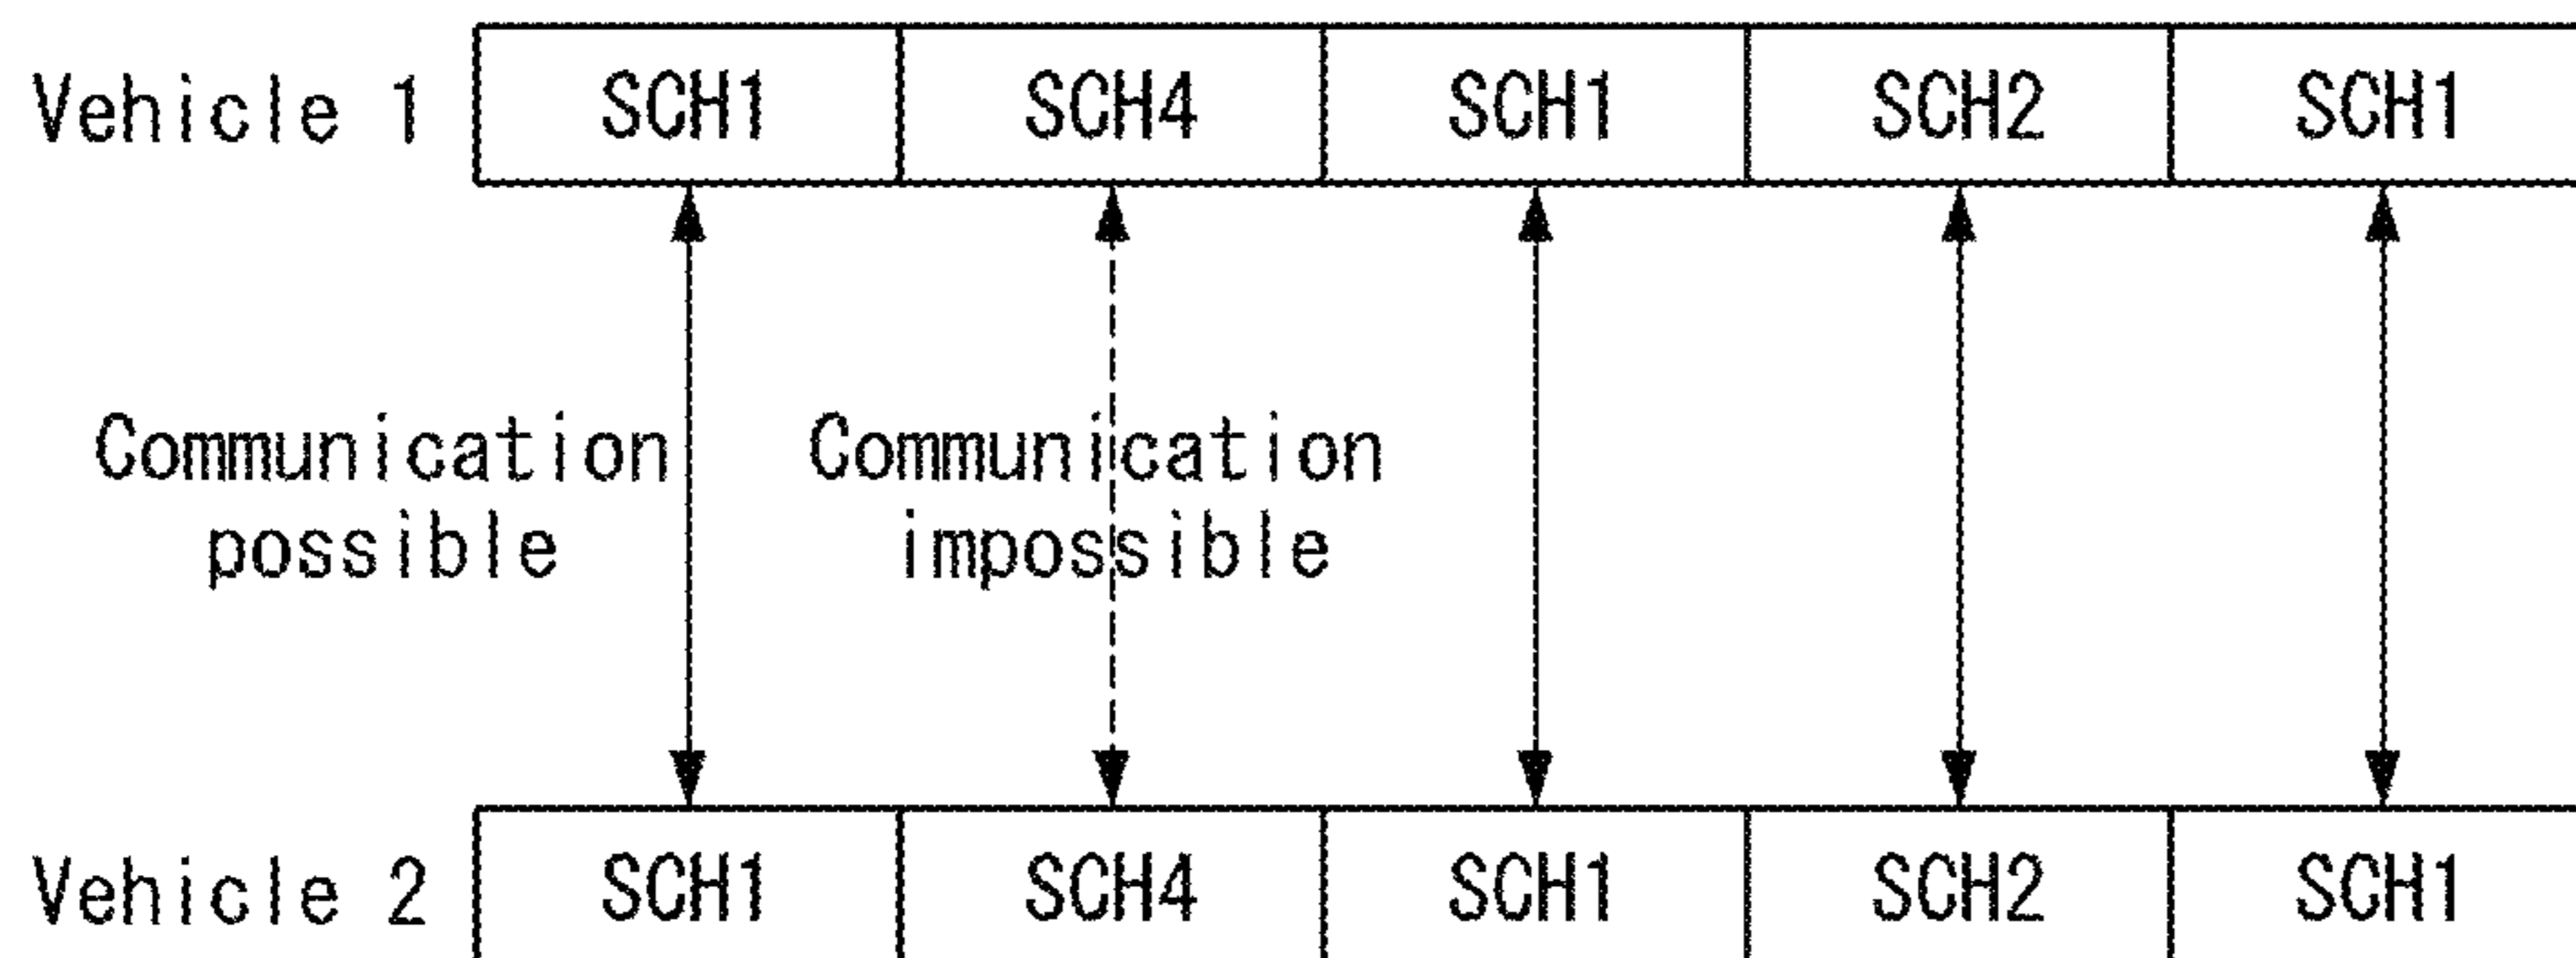 Vehicle 1 SCH1 SCH4 SCH1 SCH2 SCH1
Communication possible
Communication impossible
Vehicle 2 SCH1 SCH4 SCH1 SCH2 SCH1